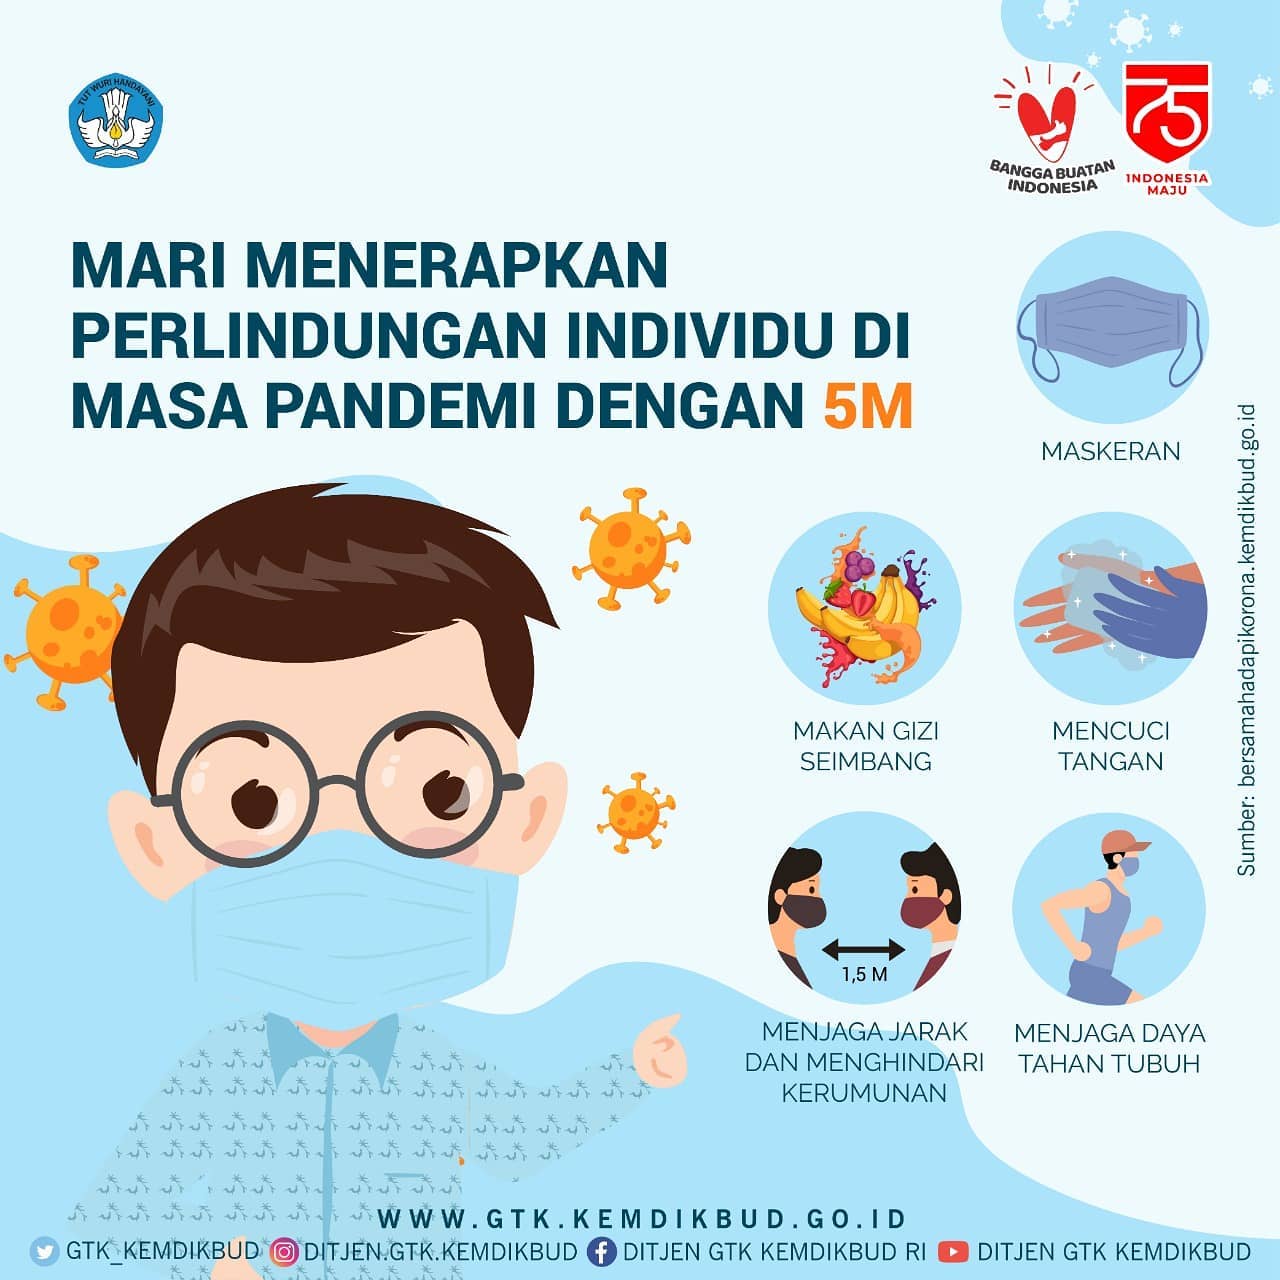 TUT WURI HANDAYANI
BANGGA BUATAN
INDONESIA
75
INDONESIA
MAJU
MARI MENERAPKAN
PERLINDUNGAN INDIVIDU DI
MASA PANDEMI DENGAN 5M
MASKERAN
MAKAN GIZI
SEIMBANG
MENCUCI
TANGAN
1,5 M
MENJAGA JARAK
DAN MENGHINDARI
KERUMUNAN
MENJAGA DAYA
TAHAN TUBUH
Sumber: bersamahadapikorona.kemdikbud.go.id
WWW.GTK.KEMDIKBUD.GO.ID
GTK_KEMDIKBUD DITJEN.GTK.KEMDIKBUD DITJEN GTK KEMDIKBUD RI DITJEN GTK KEMDIKBUD